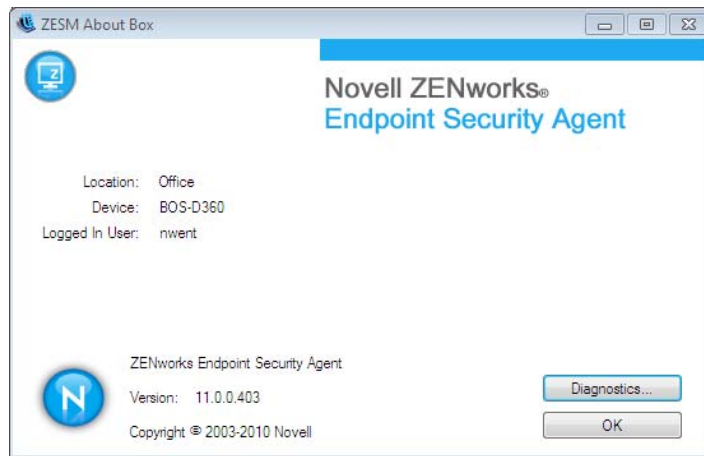 ZESM About Box
Z
Novell ZENworks®
Endpoint Security Agent
Location: Office
Device: BOS-D360
Logged In User: nwent
ZENworks Endpoint Security Agent
N
Version: 11.0.0.403
Copyright © 2003-2010 Novell
Diagnostics...
OK